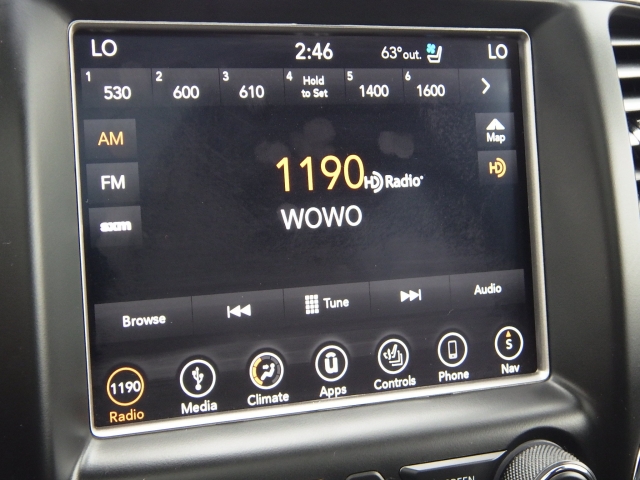 LO 2:46 63°out. LO
1 530 2 600 3 610 4 Hold to Set 5 1400 6 1600
AM
Map
1190 HD Radio
HD
FM
WOWO
sxm
Browse Tune Audio
1190 U S
Radio Media Climate Apps Controls Phone Nav